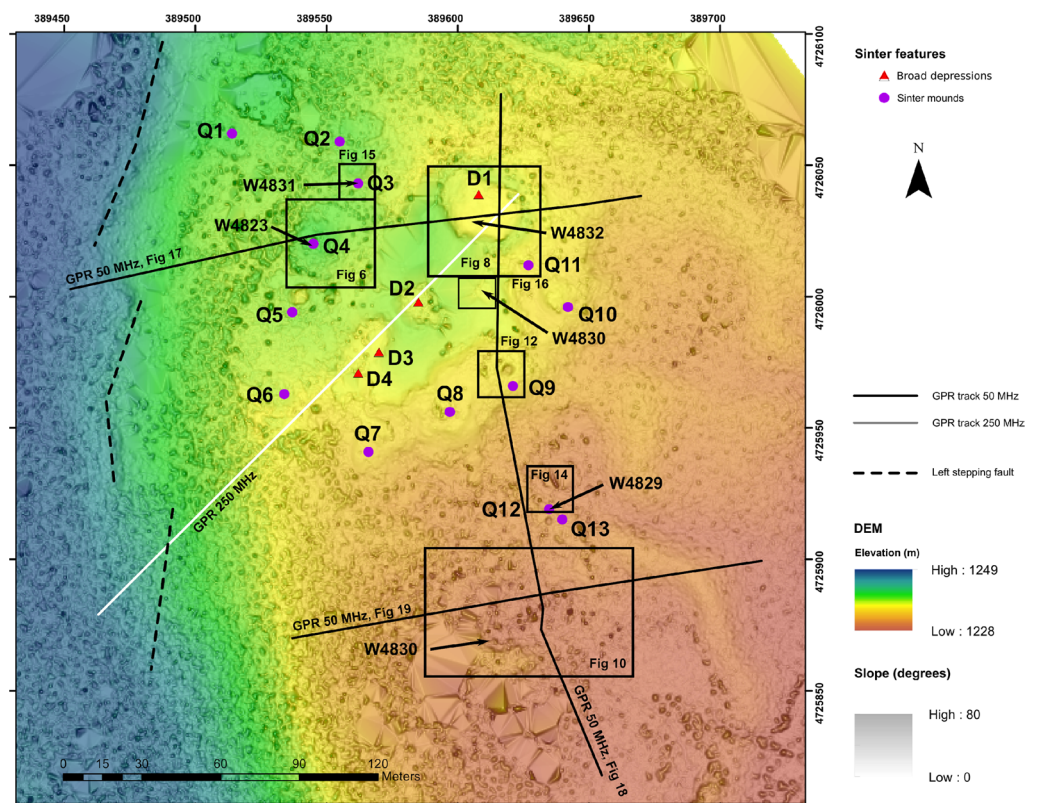 389450
389500
389550
389600
389650
389700
4726100
4726050
4726000
4725950
4725900
4725850
Q1
Q2
Fig 15
W4831
Q3
D1
W4823
Q4
W4832
GPR 50 MHz, Fig 17
Fig 6
Fig 8
Q11
Fig 16
D2
Q5
Q10
W4830
Fig 12
D3
D4
Q6
Q8
Q9
Q7
GPR 250 MHz
Fig 14
W4829
Q12
Q13
GPR 50 MHz, Fig 19
W4830
Fig 10
GPR 50 MHz, Fig 18
0 15 30 60 90 120
Meters
Sinter features
Broad depressions
Sinter mounds
N
GPR track 50 MHz
GPR track 250 MHz
Left stepping fault
DEM
Elevation (m)
High : 1249
Low : 1228
Slope (degrees)
High : 80
Low : 0